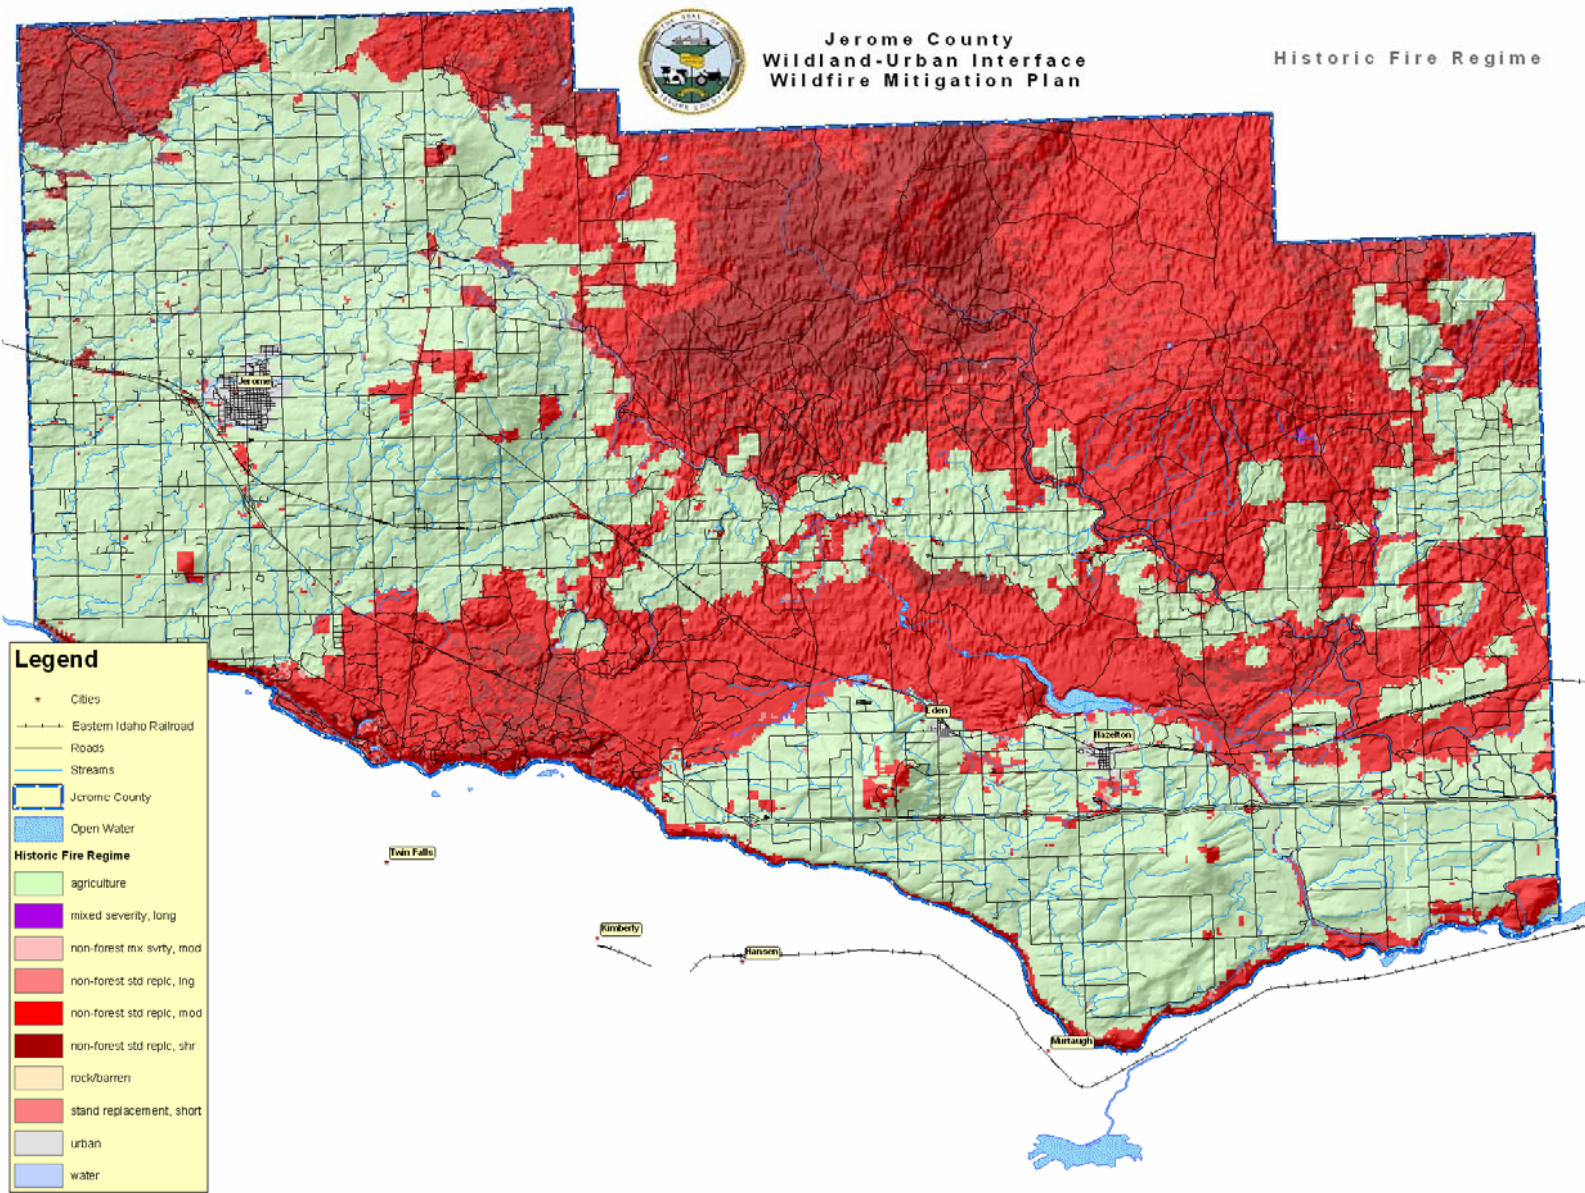 Jerome County
Wildland-Urban Interface
Wildfire Mitigation Plan
Historic Fire Regime
Jerome
Eden
Hazelton
Twin Falls
Kimberly
Hansen
Murtaugh
Legend
Cities
Eastern Idaho Railroad
Roads
Streams
Jerome County
Open Water
Historic Fire Regime
agriculture
mixed severity, long
non-forest mx svrty, mod
non-forest std replc, lng
non-forest std replc, mod
non-forest std replc, shr
rock/barren
stand replacement, short
urban
water